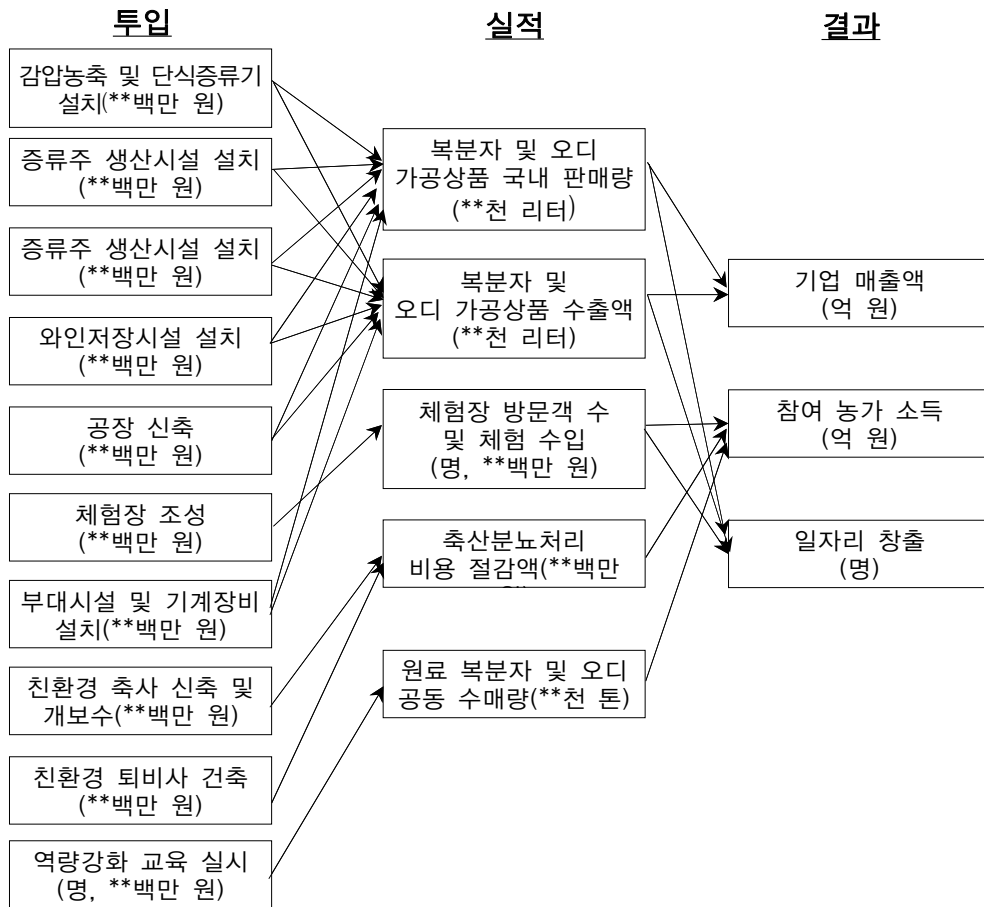 투입
실적
결과
감압농축 및 단식증류기
설치(**백만 원)
증류주 생산시설 설치
(**백만 원)
증류주 생산시설 설치
(**백만 원)
와인저장시설 설치
(**백만 원)
공장 신축
(**백만 원)
체험장 조성
(**백만 원)
부대시설 및 기계장비
설치(**백만 원)
친환경 축사 신축 및
개보수(**백만 원)
친환경 퇴비사 건축
(**백만 원)
역량강화 교육 실시
(명, **백만 원)
복분자 및 오디
가공상품 국내 판매량
(**천 리터)
복분자 및
오디 가공상품 수출액
(**천 리터)
체험장 방문객 수
및 체험 수입
(명, **백만 원)
축산분뇨처리
비용 절감액(**백만
원료 복분자 및 오디
공동 수매량(**천 톤)
기업 매출액
(억 원)
참여 농가 소득
(억 원)
일자리 창출
(명)